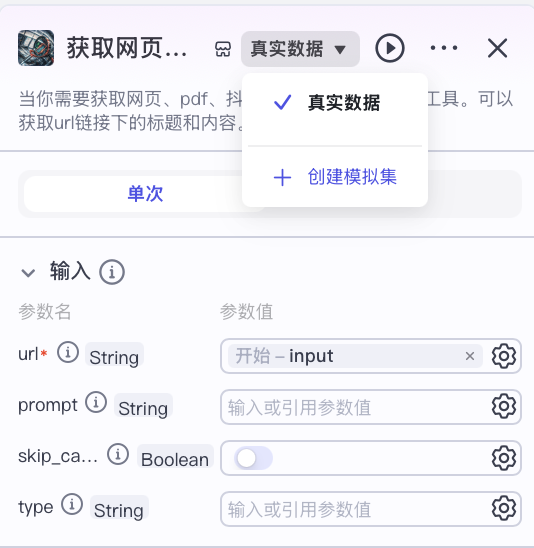 获取网页... 真实数据
当你需要获取网页、pdf、抖 工具。可以
获取url链接下的标题和内容。
真实数据
创建模拟集
单次
输入
参数名 参数值
url* String 开始 – input
prompt String 输入或引用参数值
skip_ca... Boolean
type String 输入或引用参数值